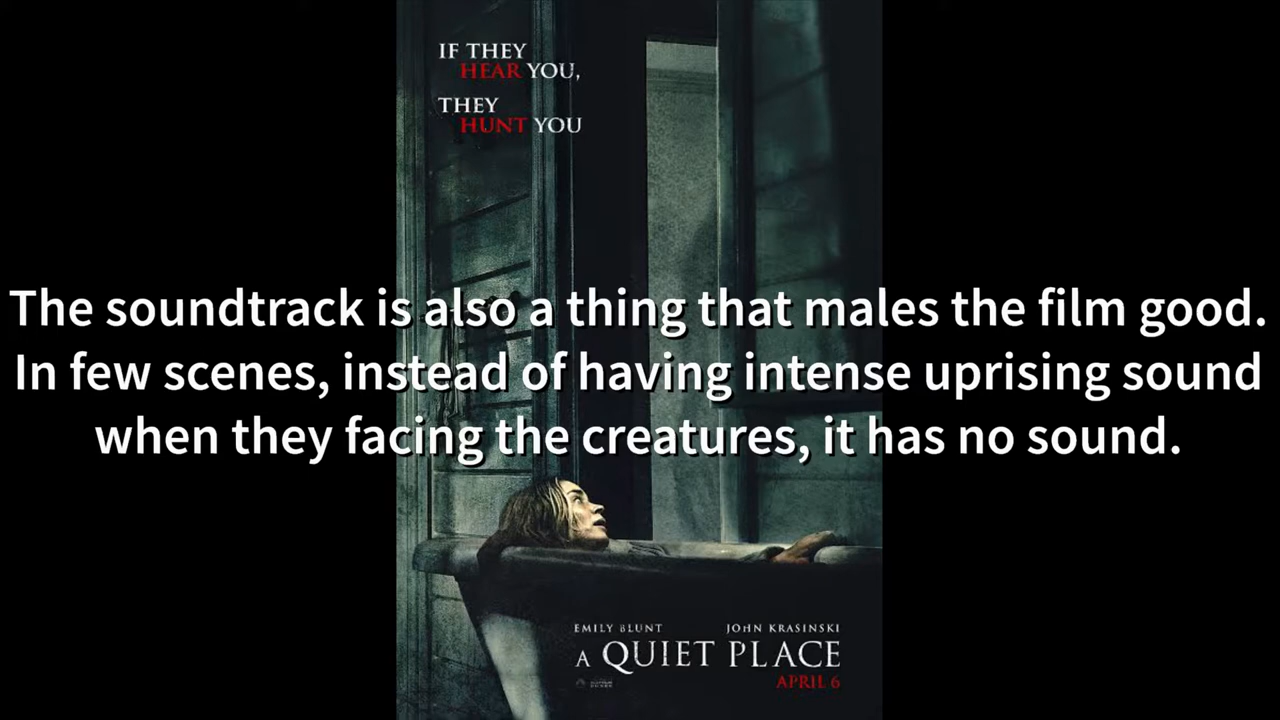 IF THEY
HEAR YOU,
THEY
HUNT YOU
The soundtrack is also a thing that males the film good.
In few scenes, instead of having intense uprising sound
when they facing the creatures, it has no sound.
EMILY BLUNT JOHN KRASINSKI
A QUIET PLACE
APRIL 6